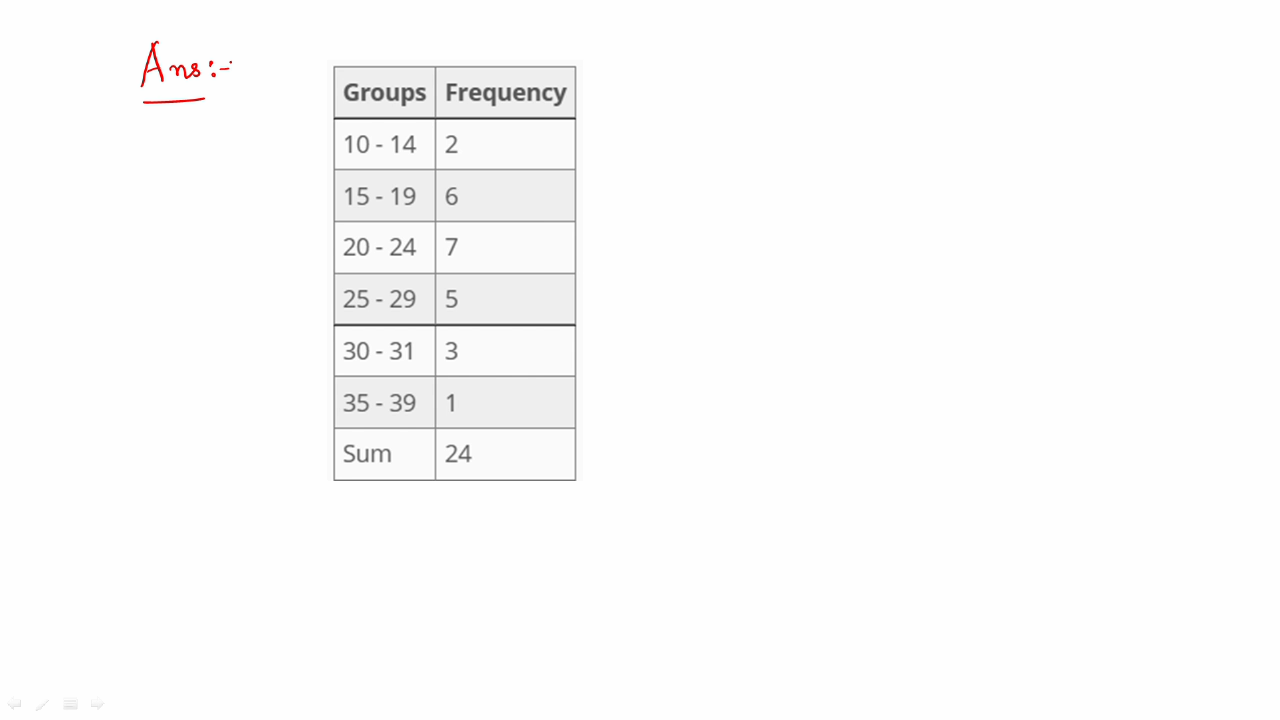 Ans:-
Groups Frequency
10 - 14 2
15 - 19 6
20 - 24 7
25 - 29 5
30 - 31 3
35 - 39 1
Sum 24